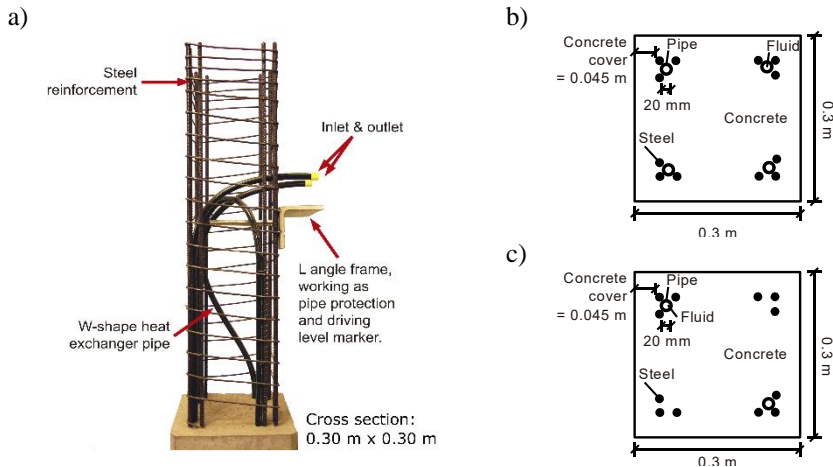 a)
Steel
reinforcement
Inlet & outlet
L angle frame,
working as
pipe protection
and driving
level marker.
W-shape heat
exchanger pipe
Cross section:
0.30 m x 0.30 m
b)
Concrete
cover
= 0.045 m
Pipe
Fluid
20 mm
Concrete
Steel
0.3 m
0.3 m
c)
Concrete
cover
= 0.045 m
Pipe
Fluid
20 mm
Concrete
Steel
0.3 m
0.3 m